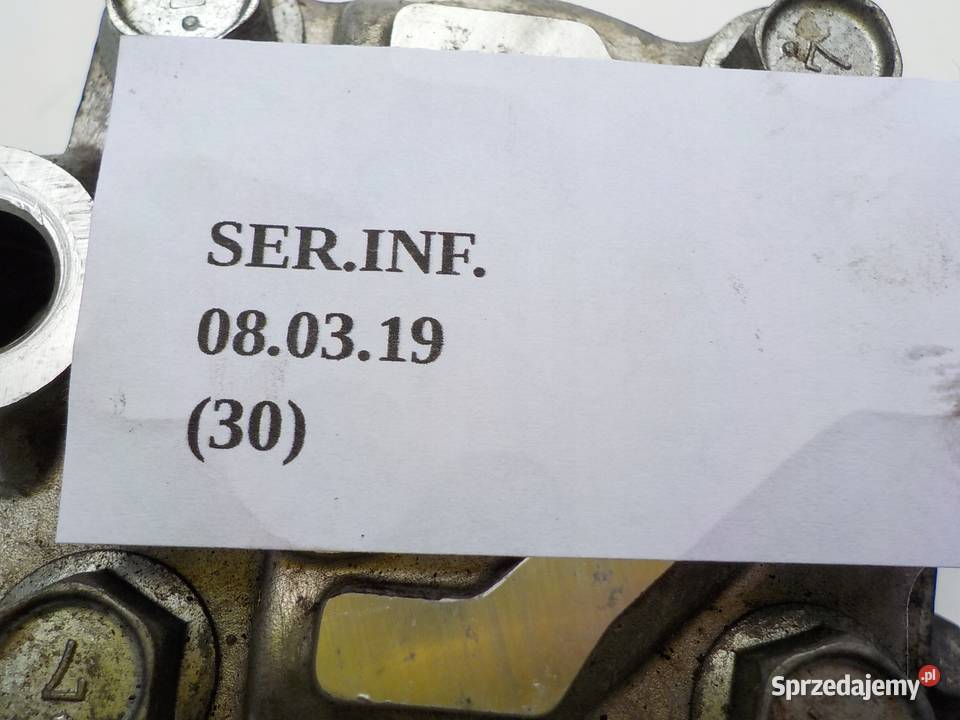 SER.INF.
08.03.19
(30)
7
7
Sprzedajemy.pl